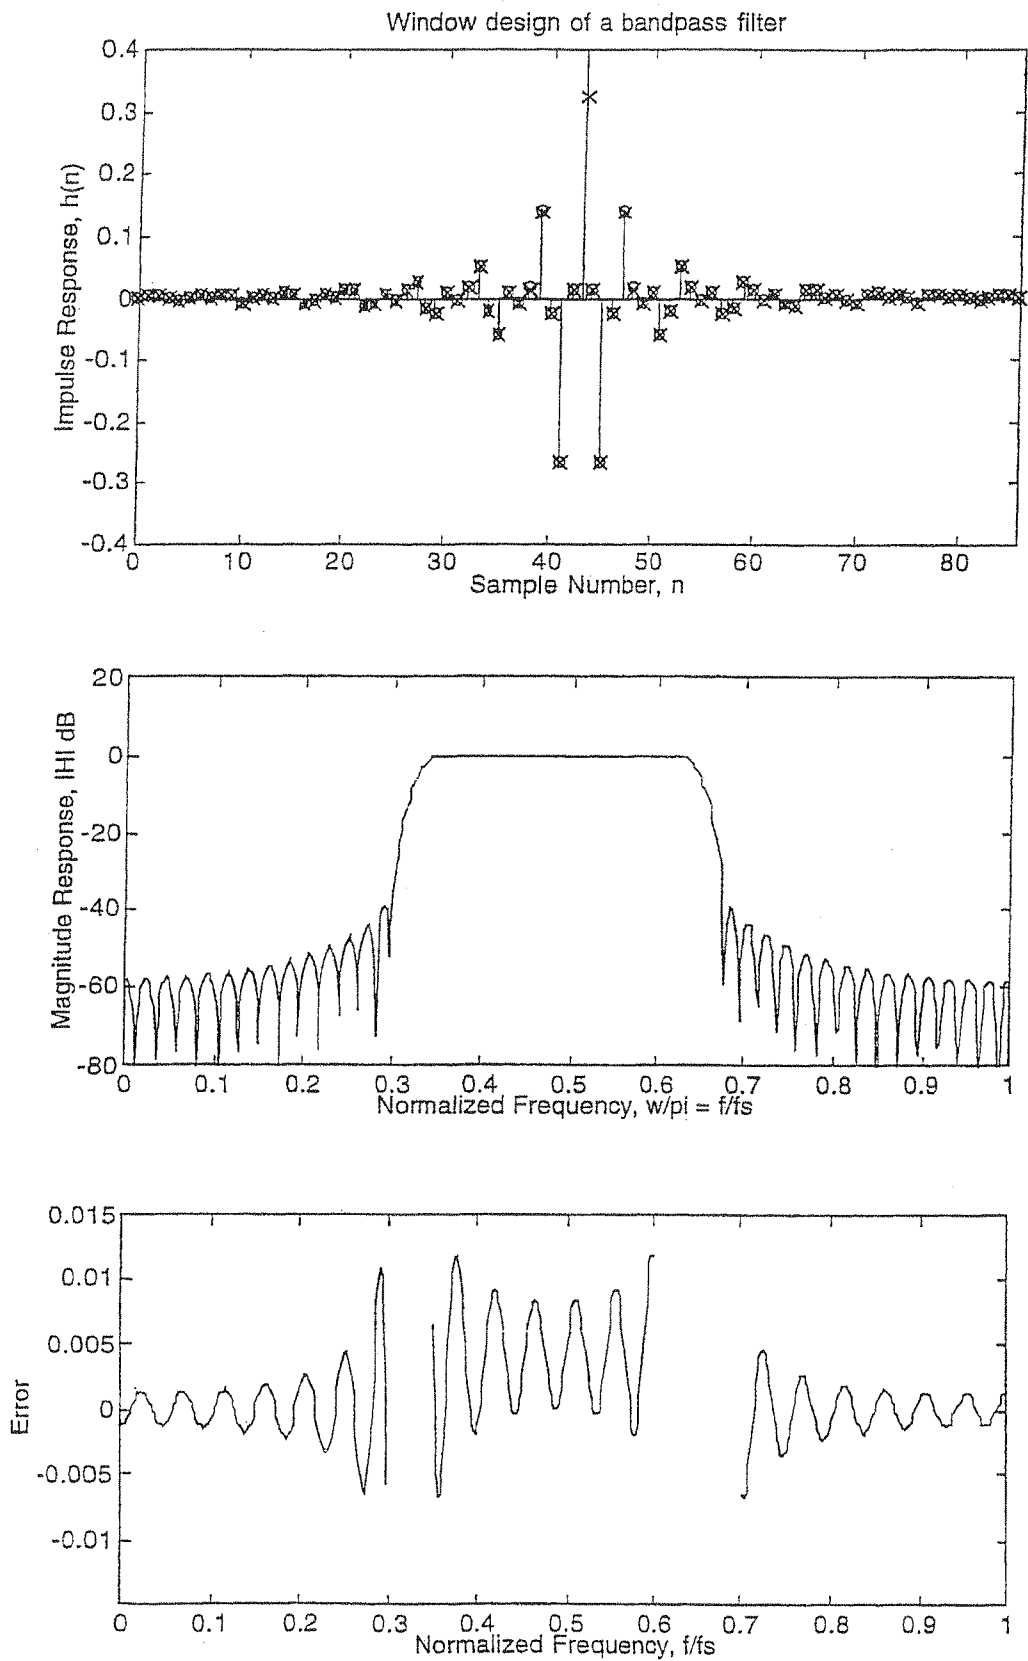 Window design of a bandpass filter
0.4
0.3
0.2
0.1
0
-0.1
-0.2
-0.3
-0.4
Impulse Response, h(n)
0 10 20 30 40 50 60 70 80
Sample Number, n
20
0
-20
-40
-60
-80
Magnitude Response, |H| dB
0 0.1 0.2 0.3 0.4 0.5 0.6 0.7 0.8 0.9 1
Normalized Frequency, w/pi = f/fs
0.015
0.01
0.005
0
-0.005
-0.01
Error
0 0.1 0.2 0.3 0.4 0.5 0.6 0.7 0.8 0.9 1
Normalized Frequency, f/fs